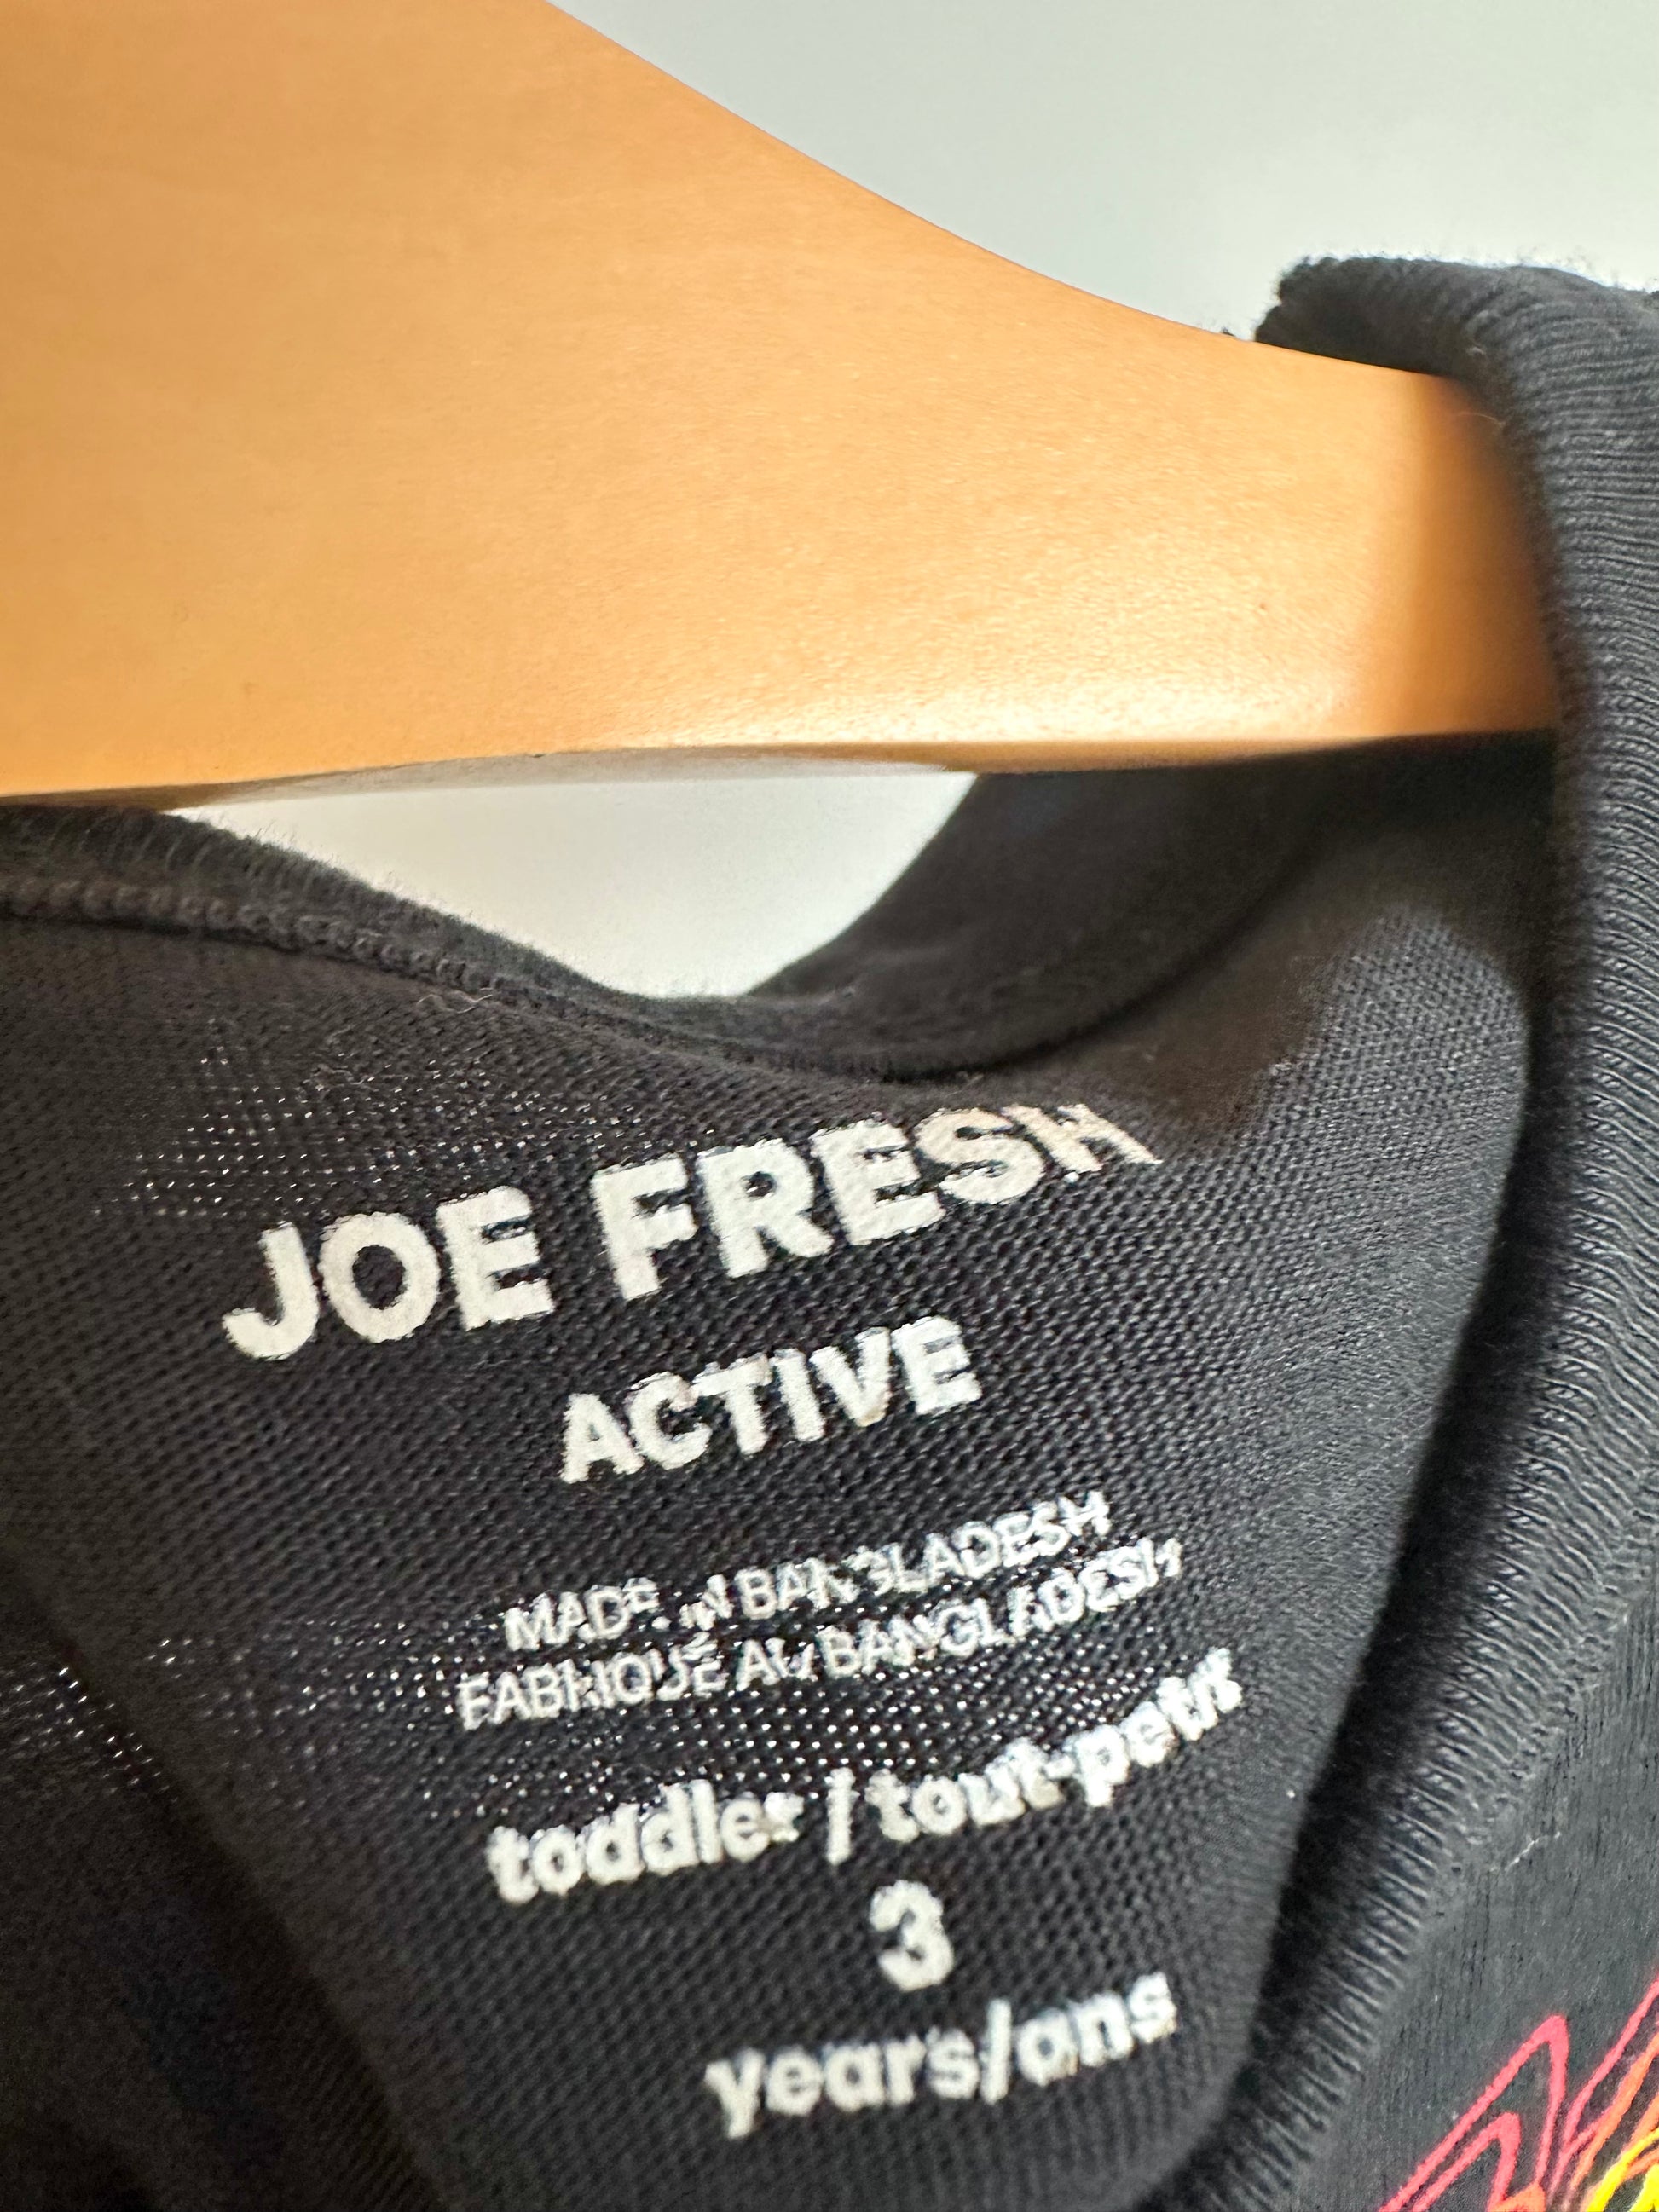 JOE FRESH
ACTIVE
MADE IN BANGLADESH
FABRIQUÉ AU BANGLADESH
toddler / tout-petit
3
years/ans